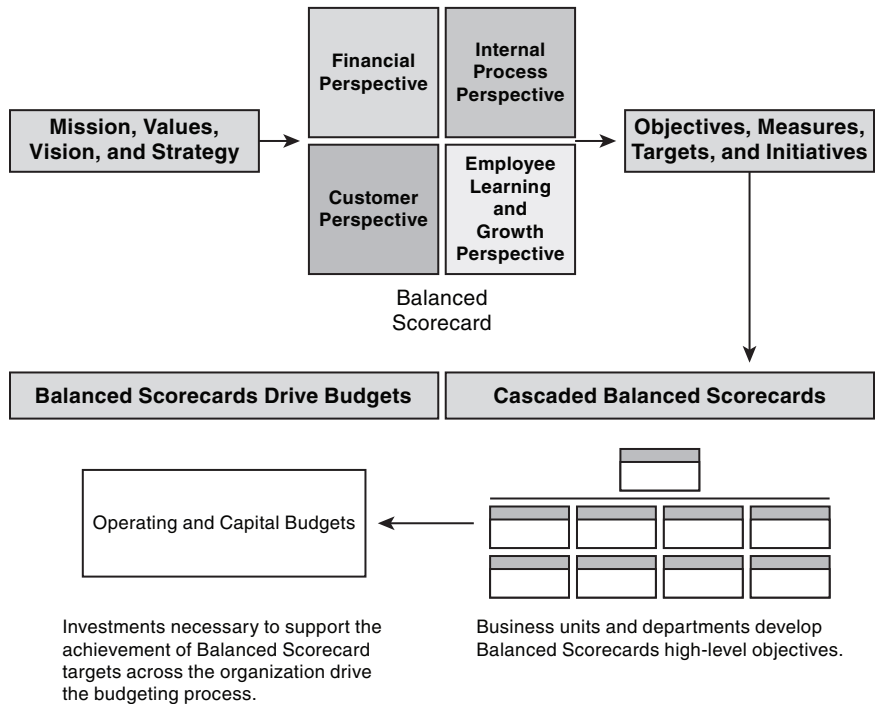 Mission, Values,
Vision, and Strategy
Financial
Perspective
Internal
Process
Perspective
Customer
Perspective
Employee
Learning
and
Growth
Perspective
Balanced
Scorecard
Objectives, Measures,
Targets, and Initiatives
Balanced Scorecards Drive Budgets
Cascaded Balanced Scorecards
Operating and Capital Budgets
Investments necessary to support the
achievement of Balanced Scorecard
targets across the organization drive
the budgeting process.
Business units and departments develop
Balanced Scorecards high-level objectives.